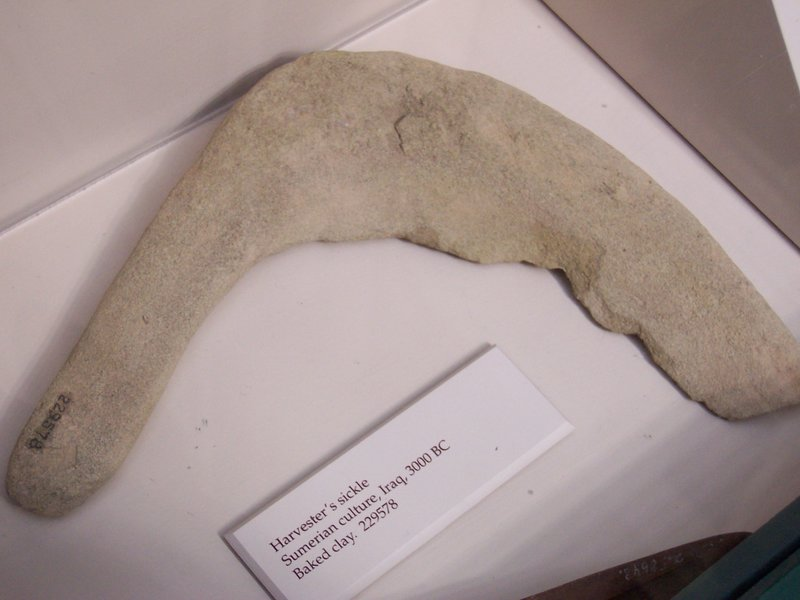 229578
Harvester's sickle
Sumerian culture, Iraq, 3000 BC
Baked clay. 229578